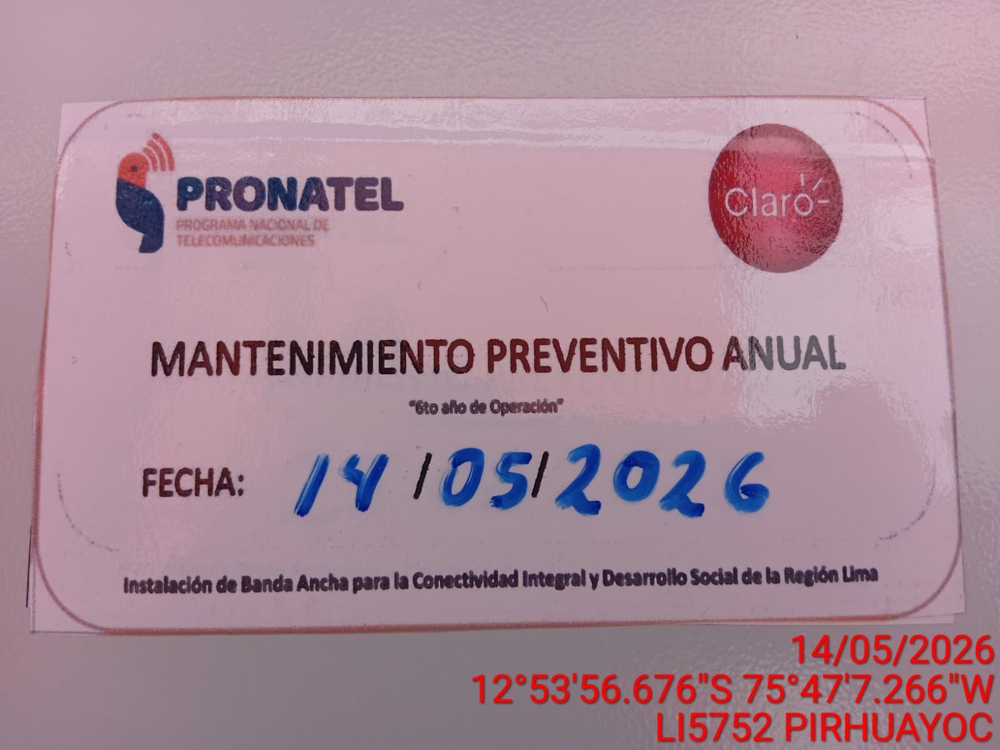 PRONATEL
PROGRAMA NACIONAL DE
TELECOMUNICACIONES
Claro
MANTENIMIENTO PREVENTIVO ANUAL
"6to año de Operación"
FECHA: 14/05/2026
Instalación de Banda Ancha para la Conectividad Integral y Desarrollo Social de la Región Lima
14/05/2026
12°53'56.676"S 75°47'7.266"W
LI5752 PIRHUAYOC